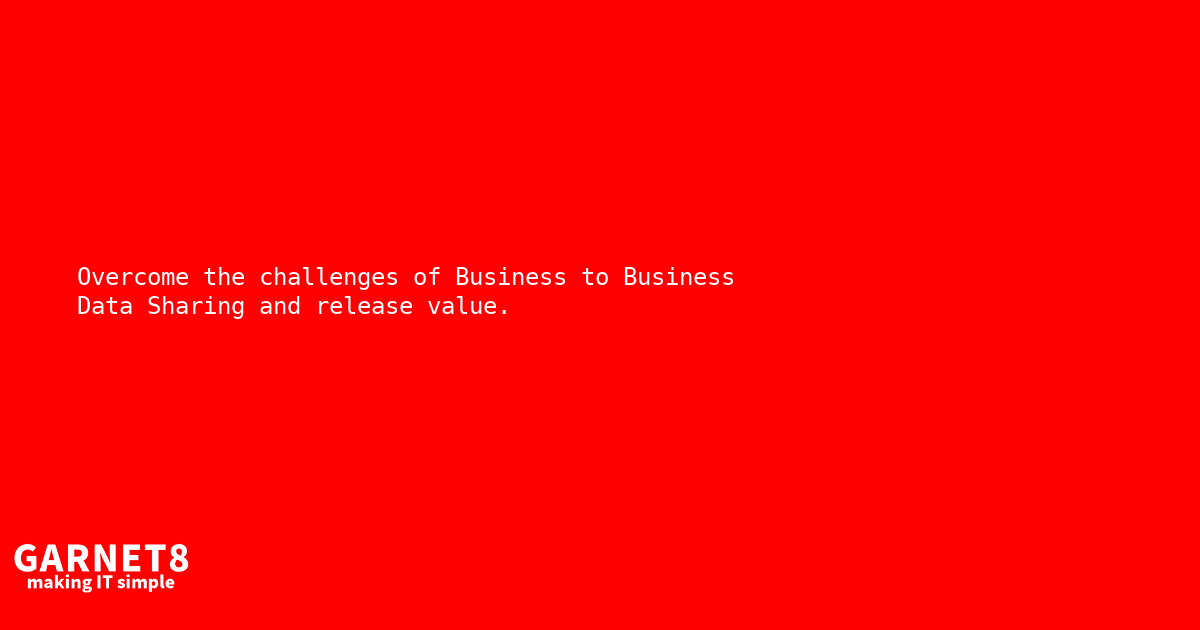 Overcome the challenges of Business to Business
Data Sharing and release value.
GARNET8
making IT simple